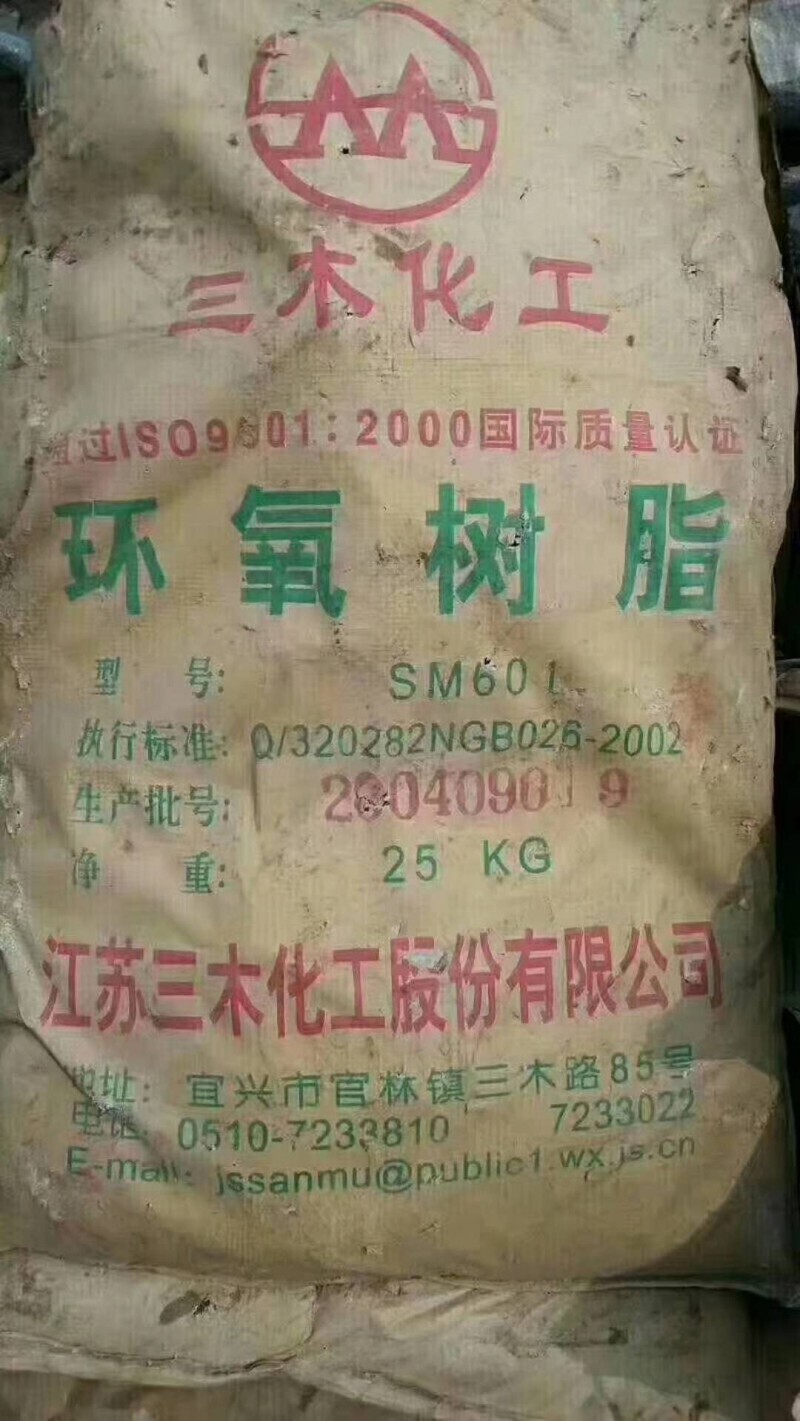 三木化工
通过ISO9001:2000国际质量认证
环氧树脂
型 号: SM601
执行标准: Q/320282NGB026-2002
生产批号: 200409019
净 重: 25 KG
江苏三木化工股份有限公司
地址: 宜兴市官林镇三木路85号
电话: 0510-7233810 7233022
E-mail: jssanmu@public1.wx.js.cn